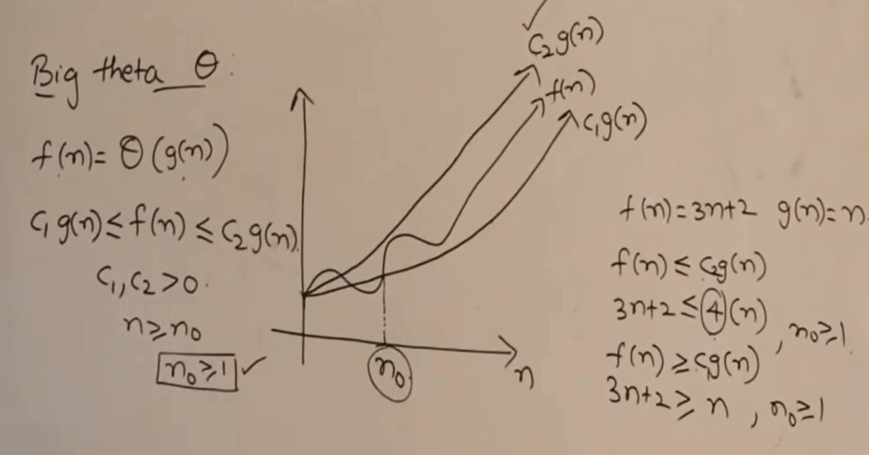 Big theta θ:
f(n) = θ(g(n))
c₁g(n) ≤ f(n) ≤ c₂g(n)
c₁, c₂ > 0.
n ≥ n₀
n₀ ≥ 1 ✓
✓
c₂g(n)
f(n)
c₁g(n)
n₀
n
f(n) = 3n+2 g(n) = n
f(n) ≤ c₂g(n)
3n+2 ≤ 4(n), n₀ ≥ 1.
f(n) ≥ c₁g(n)
3n+2 ≥ n, n₀ ≥ 1